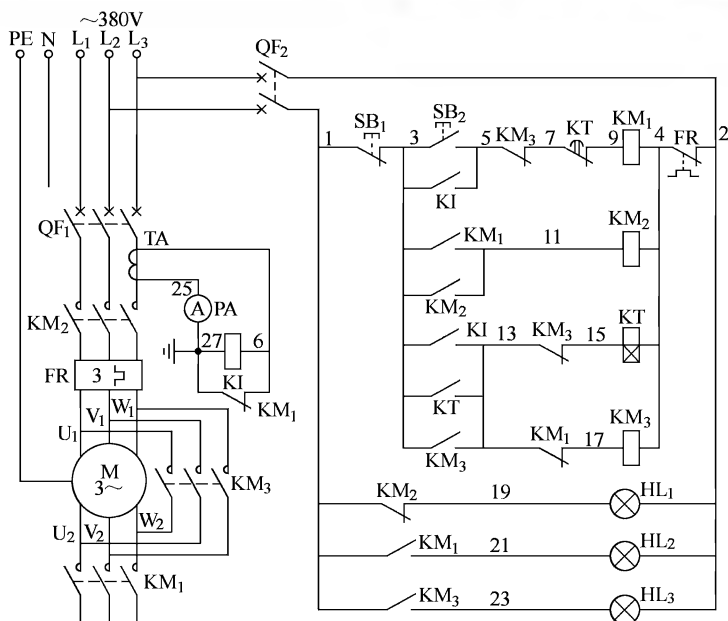 ~380V
PE N L₁ L₂ L₃
QF₂
1 SB₁ 3 SB₂ 5 KM₃ 7 KT 9 KM₁ 4 FR 2
KI
QF₁ TA
KM₁ 11 KM₂
25
A PA
KM₂
KM₂
27 6
KI 13 KM₃ 15 KT
FR 3
KI
KM₁
KT
W₁
V₁
U₁
KM₃ KM₁ 17 KM₃
M
3~
KM₃
KM₂ 19 HL₁
W₂
V₂
U₂
KM₁ 21 HL₂
KM₁
KM₃ 23 HL₃